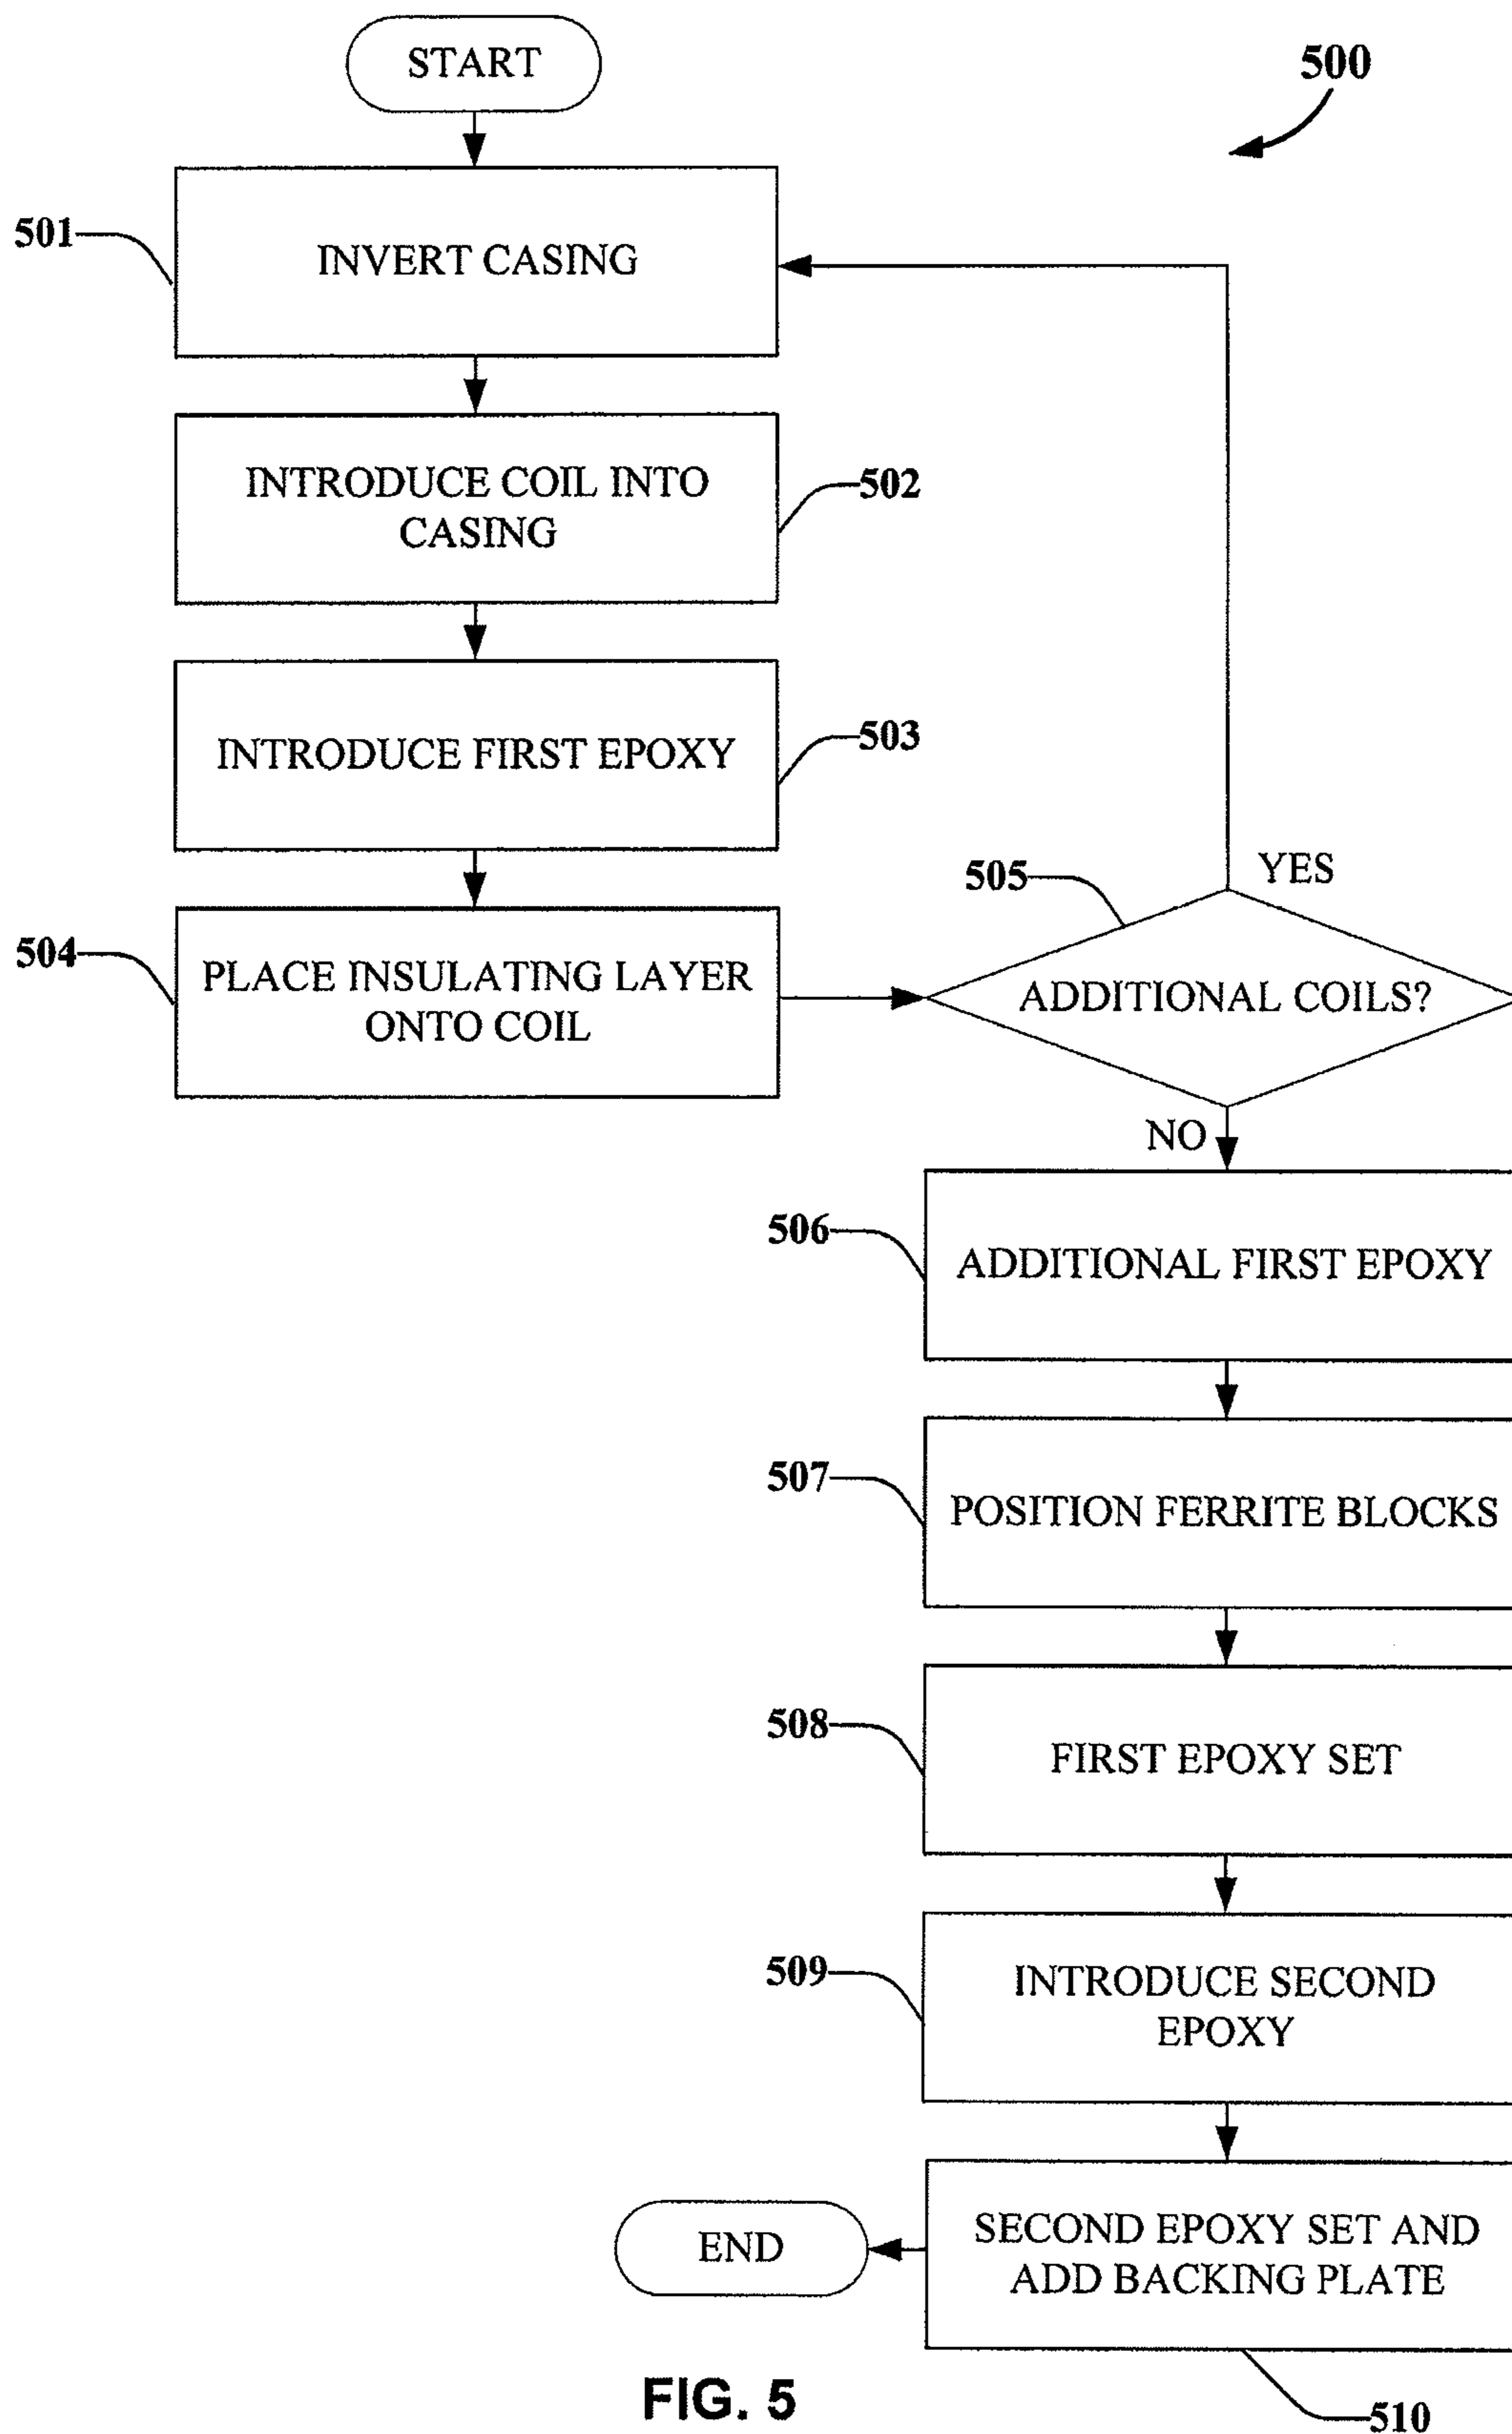 START
500
501
INVERT CASING
INTRODUCE COIL INTO
CASING
502
INTRODUCE FIRST EPOXY
503
504
PLACE INSULATING LAYER
ONTO COIL
505
YES
ADDITIONAL COILS?
NO
506
ADDITIONAL FIRST EPOXY
507
POSITION FERRITE BLOCKS
508
FIRST EPOXY SET
509
INTRODUCE SECOND
EPOXY
SECOND EPOXY SET AND
ADD BACKING PLATE
END
510
FIG. 5